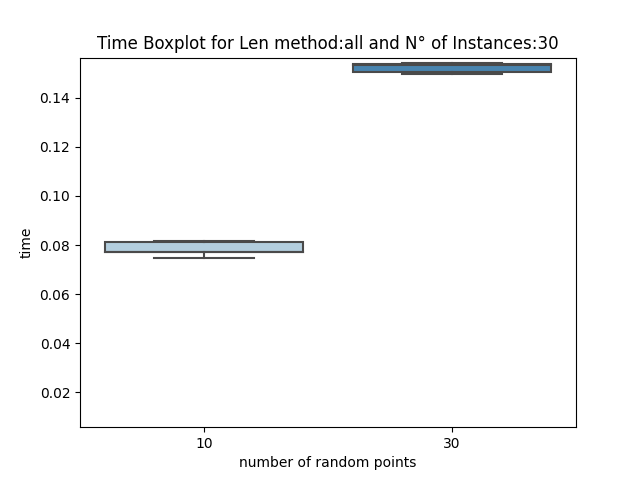 Time Boxplot for Len method:all and N° of Instances:30
0.14
0.12
0.10
0.08
0.06
0.04
0.02
time
10 30
number of random points